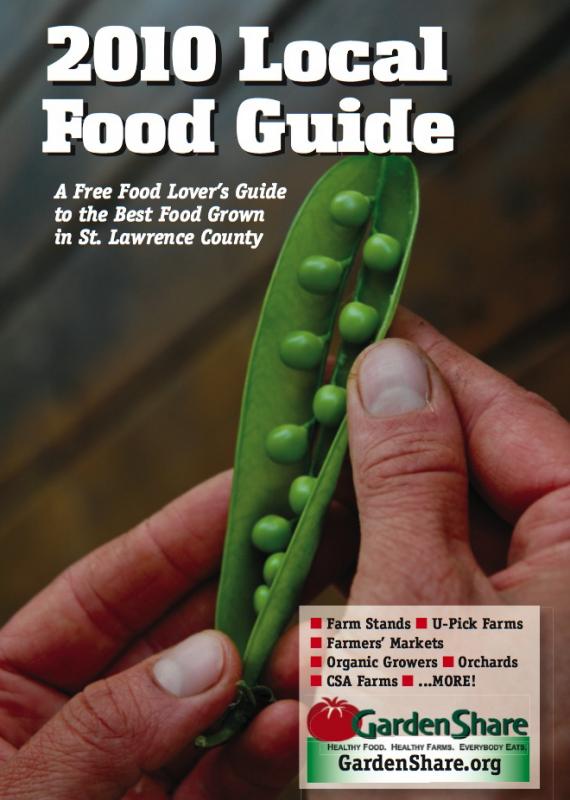 2010 Local
Food Guide
A Free Food Lover's Guide
to the Best Food Grown
in St. Lawrence County
■ Farm Stands ■ U-Pick Farms
■ Farmers' Markets
■ Organic Growers ■ Orchards
■ CSA Farms ■ ...MORE!
GardenShare
HEALTHY FOOD. HEALTHY FARMS. EVERYBODY EATS.
GardenShare.org